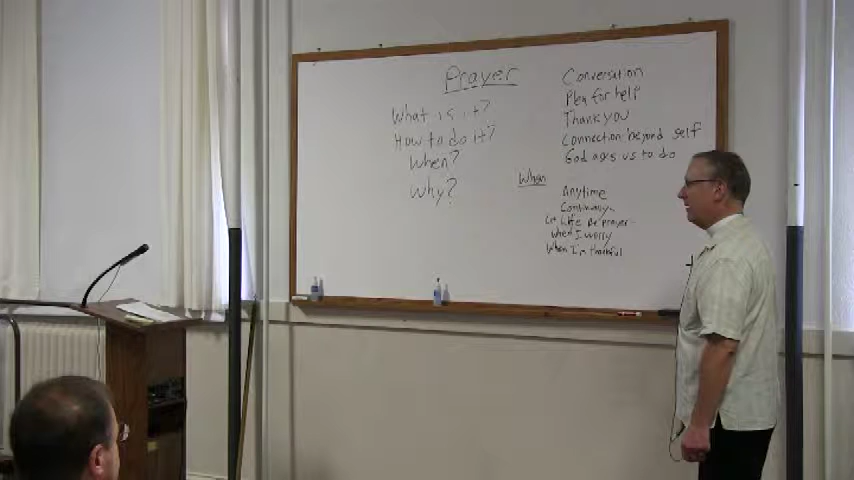 Prayer
What is it?
How to do it?
When?
Why?
Conversation
Plea for help
Thank you
Connection beyond self
God asks us to do
When
Anytime
Continually
Let Life Be prayer
When I worry
When I'm thankful